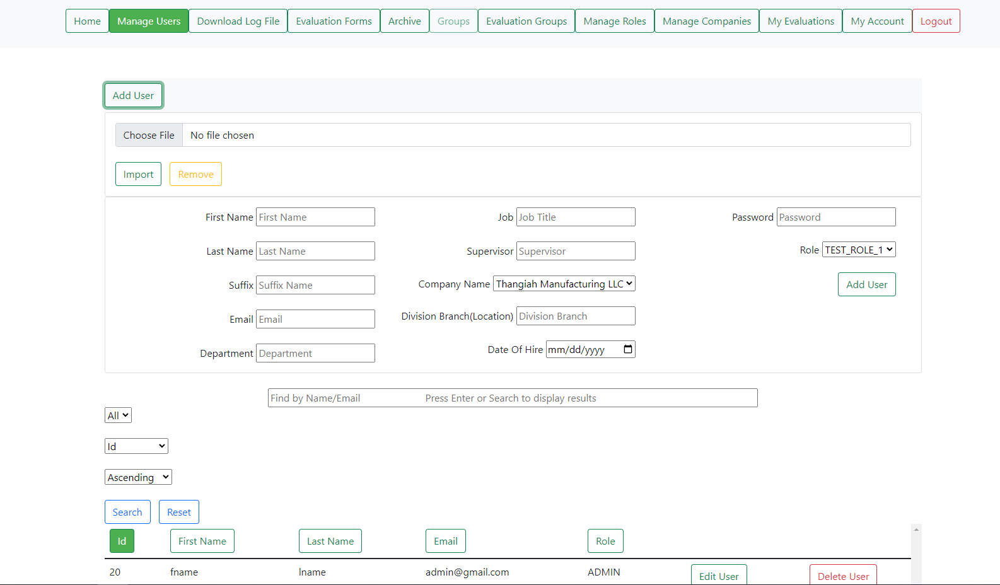 Home Manage Users Download Log File Evaluation Forms Archive Groups Evaluation Groups Manage Roles Manage Companies My Evaluations My Account Logout
Add User
Choose File No file chosen
Import Remove
First Name First Name Job Job Title Password Password
Last Name Last Name Supervisor Supervisor Role TEST_ROLE_1
Suffix Suffix Name Company Name Thangiah Manufacturing LLC Add User
Email Email Division Branch(Location) Division Branch
Department Department Date Of Hire mm/dd/yyyy
Find by Name/Email Press Enter or Search to display results
All
Id
Ascending
Search Reset
Id First Name Last Name Email Role
20 fname lname admin@gmail.com ADMIN Edit User Delete User